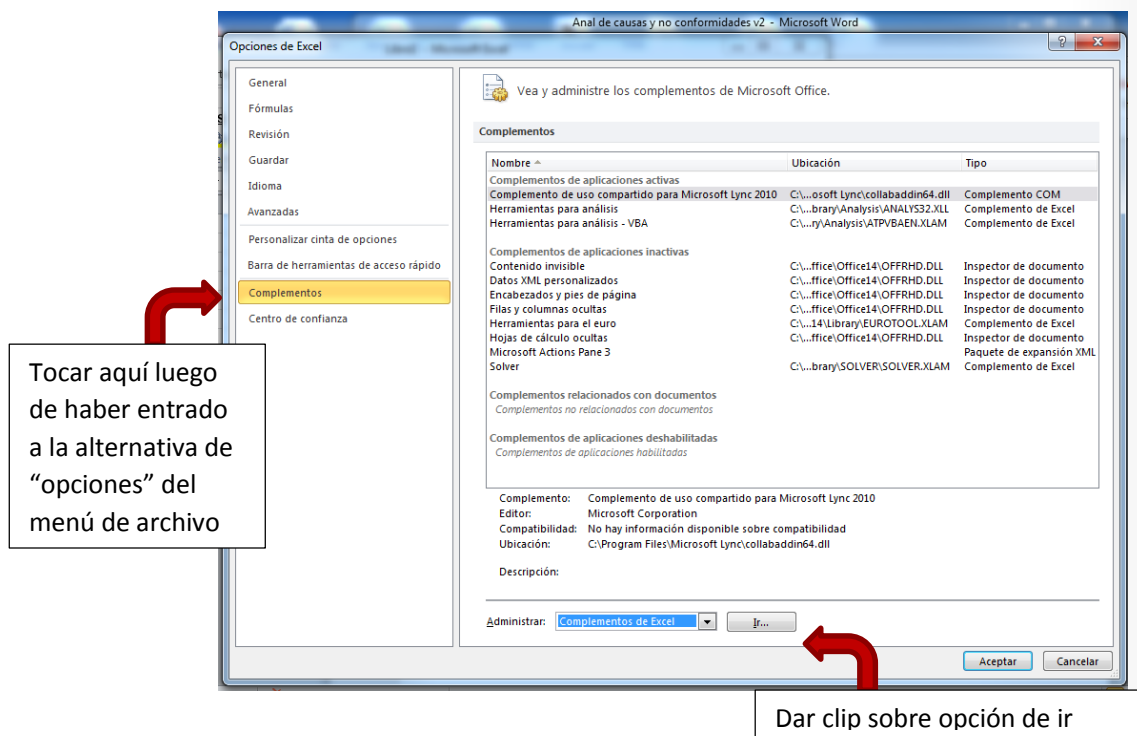 Anal de causas y no conformidades v2 - Microsoft Word
Opciones de Excel
General
Fórmulas
Revisión
Guardar
Idioma
Avanzadas
Personalizar cinta de opciones
Barra de herramientas de acceso rápido
Complementos
Centro de confianza
Vea y administre los complementos de Microsoft Office.
Complementos
Nombre Ubicación Tipo
Complementos de aplicaciones activas
Complemento de uso compartido para Microsoft Lync 2010 C:\...osoft Lync\collabaddin64.dll Complemento COM
Herramientas para análisis C:\...brary\Analysis\ANALYS32.XLL Complemento de Excel
Herramientas para análisis - VBA C:\...ry\Analysis\ATPVBAEN.XLAM Complemento de Excel
Complementos de aplicaciones inactivas
Contenido invisible C:\...ffice\Office14\OFFRHD.DLL Inspector de documento
Datos XML personalizados C:\...ffice\Office14\OFFRHD.DLL Inspector de documento
Encabezados y pies de página C:\...ffice\Office14\OFFRHD.DLL Inspector de documento
Filas y columnas ocultas C:\...ffice\Office14\OFFRHD.DLL Inspector de documento
Herramientas para el euro C:\...14\Library\EUROTOOL.XLAM Complemento de Excel
Hojas de cálculo ocultas C:\...ffice\Office14\OFFRHD.DLL Inspector de documento
Microsoft Actions Pane 3 Paquete de expansión XML
Solver C:\...brary\SOLVER\SOLVER.XLAM Complemento de Excel
Complementos relacionados con documentos
Complementos no relacionados con documentos
Complementos de aplicaciones deshabilitadas
Complementos de aplicaciones habilitadas
Complemento: Complemento de uso compartido para Microsoft Lync 2010
Editor: Microsoft Corporation
Compatibilidad: No hay información disponible sobre compatibilidad
Ubicación: C:\Program Files\Microsoft Lync\collabaddin64.dll
Descripción:
Administrar: Complementos de Excel Ir...
Aceptar Cancelar
Tocar aquí luego
de haber entrado
a la alternativa de
“opciones” del
menú de archivo
Dar clip sobre opción de ir